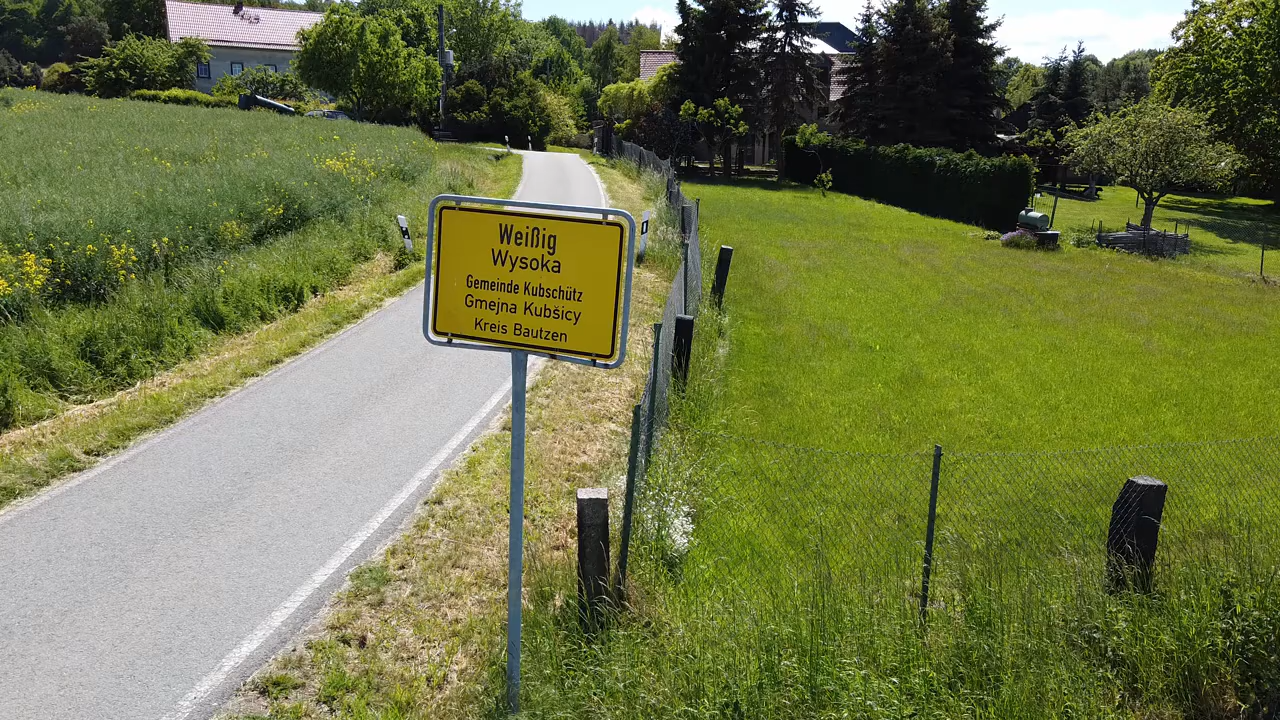 Weißig
Wysoka
Gemeinde Kubschütz
Gmejna Kubšicy
Kreis Bautzen